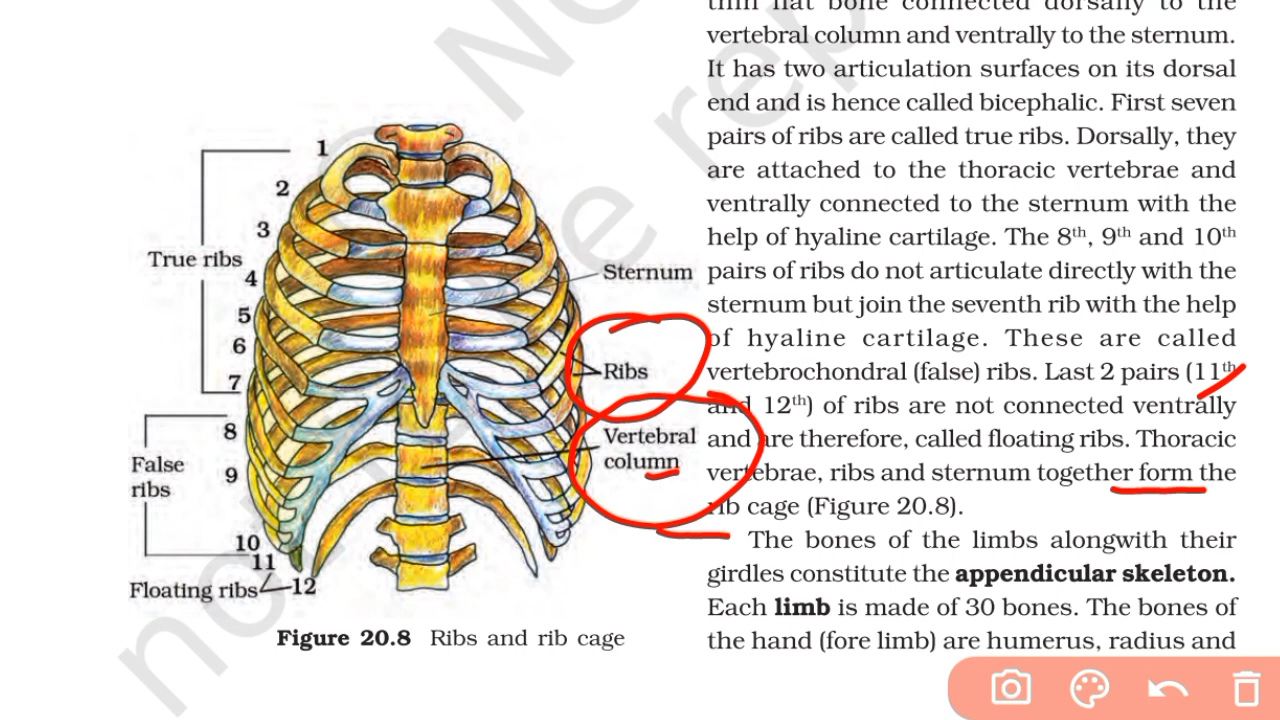 thin flat bone connected dorsally to the
vertebral column and ventrally to the sternum.
It has two articulation surfaces on its dorsal
end and is hence called bicephalic. First seven
pairs of ribs are called true ribs. Dorsally, they
are attached to the thoracic vertebrae and
ventrally connected to the sternum with the
help of hyaline cartilage. The 8th, 9th and 10th
pairs of ribs do not articulate directly with the
sternum but join the seventh rib with the help
of hyaline cartilage. These are called
vertebrochondral (false) ribs. Last 2 pairs (11th
and 12th) of ribs are not connected ventrally
and are therefore, called floating ribs. Thoracic
vertebrae, ribs and sternum together form the
rib cage (Figure 20.8).
The bones of the limbs alongwith their
girdles constitute the appendicular skeleton.
Each limb is made of 30 bones. The bones of
the hand (fore limb) are humerus, radius and
1
2
3
True ribs
4
5
6
7
8
False
ribs
9
10
11
Floating ribs
12
Sternum
Ribs
Vertebral
column
Figure 20.8 Ribs and rib cage